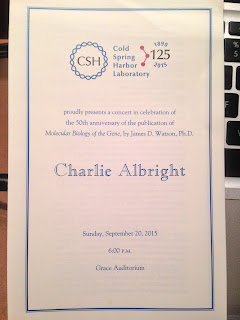 CSH
Cold
Spring
Harbor
Laboratory
1890
125
2015
proudly presents a concert in celebration of
the 50th anniversary of the publication of
Molecular Biology of the Gene, by James D. Watson, Ph.D.
Charlie Albright
Sunday, September 20, 2015
6:00 P.M.
Grace Auditorium